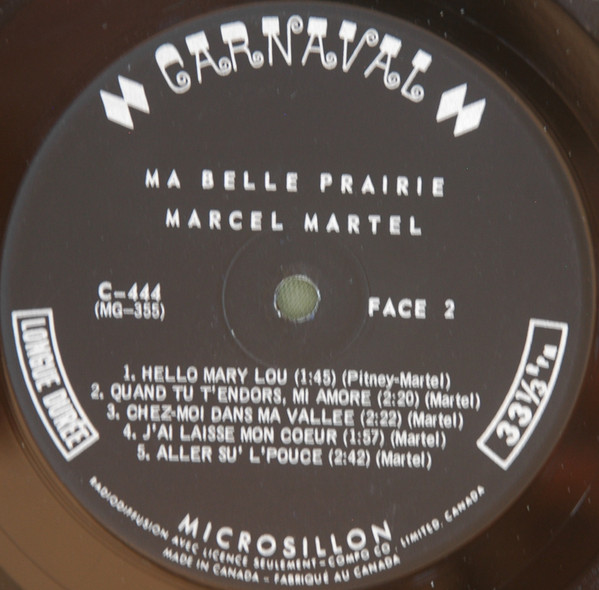 CARNAVAL
MA BELLE PRAIRIE
MARCEL MARTEL
C-444
(MG-355)
FACE 2
LONGUE DURÉE
33 1/3 t/m
1. HELLO MARY LOU (1:45) (Pitney-Martel)
2. QUAND TU T'ENDORS, MI AMORE (2:20) (Martel)
3. CHEZ-MOI DANS MA VALLEE (2:22) (Martel)
4. J'AI LAISSE MON COEUR (1:57) (Martel)
5. ALLER SU' L'POUCE (2:42) (Martel)
MICROSILLON
RADIODIFFUSION AVEC LICENCE SEULEMENT - COMPO CO. LIMITED, CANADA
MADE IN CANADA - FABRIQUÉ AU CANADA